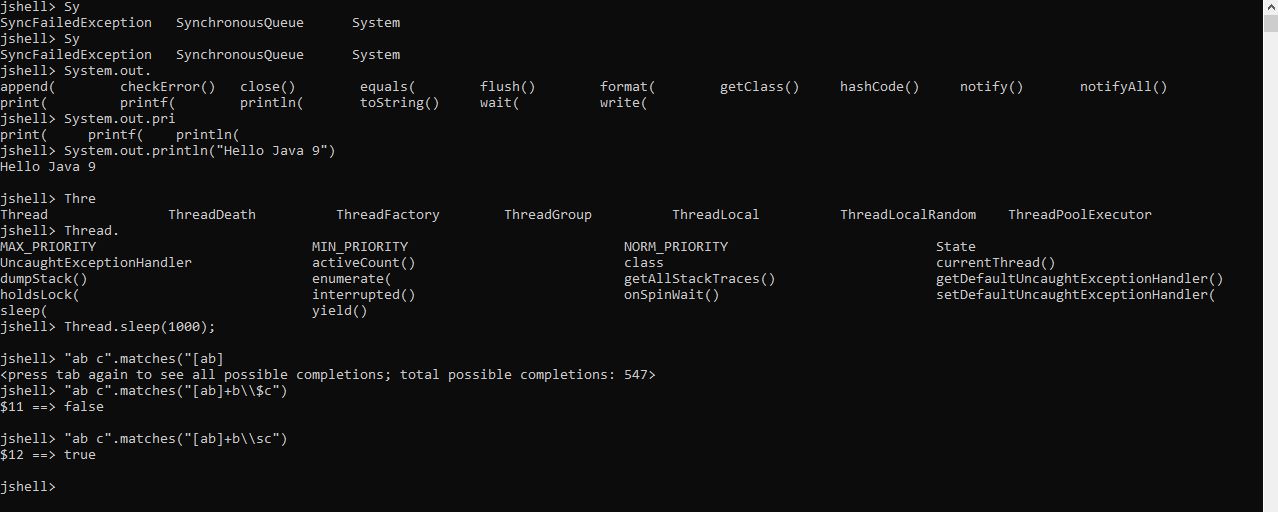 jshell> Sy
SyncFailedException   SynchronousQueue      System
jshell> Sy
SyncFailedException   SynchronousQueue      System
jshell> System.out.
append(        checkError()   close()        equals(        flush()        format(        getClass()     hashCode()     notify()       notifyAll()
print(         printf(        println(       toString()     wait(          write(
jshell> System.out.pri
print(     printf(    println(
jshell> System.out.println("Hello Java 9")
Hello Java 9
jshell> Thre
Thread               ThreadDeath          ThreadFactory        ThreadGroup          ThreadLocal          ThreadLocalRandom    ThreadPoolExecutor
jshell> Thread.
MAX_PRIORITY                           MIN_PRIORITY                           NORM_PRIORITY                          State
UncaughtExceptionHandler               activeCount()                          class                                  currentThread()
dumpStack()                            enumerate(                             getAllStackTraces()                    getDefaultUncaughtExceptionHandler()
holdsLock(                             interrupted()                          onSpinWait()                           setDefaultUncaughtExceptionHandler(
sleep(                                 yield()
jshell> Thread.sleep(1000);
jshell> "ab c".matches("[ab]
<press tab again to see all possible completions; total possible completions: 547>
jshell> "ab c".matches("[ab]+b\\$c")
$11 ==> false
jshell> "ab c".matches("[ab]+b\\sc")
$12 ==> true
jshell>